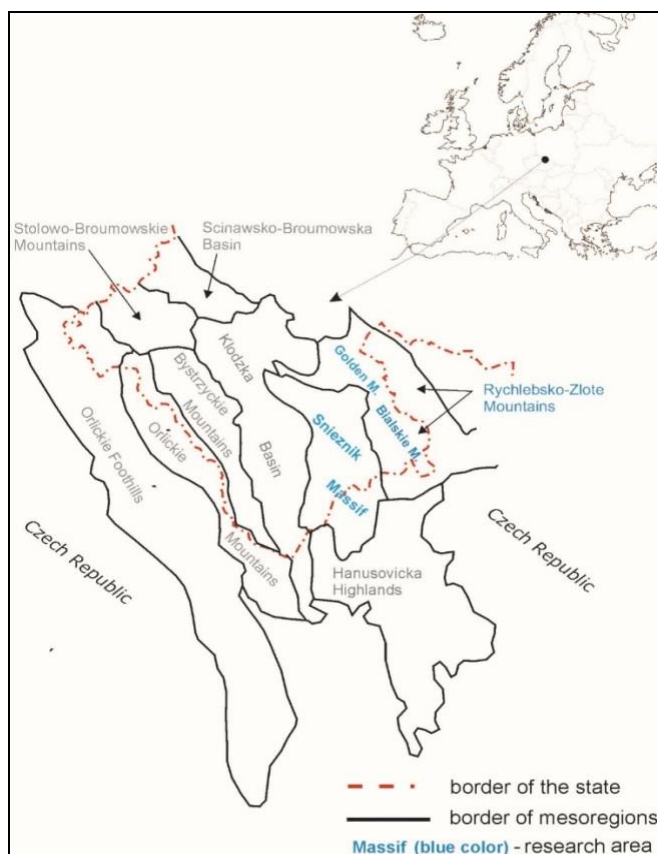 Stolowo-Broumowskie
Mountains
Scinawsko-Broumowska
Basin
Klodzka
Basin
Golden M.
Bialskie M.
Rychlebsko-Zlote
Mountains
Bystrzyckie
Mountains
Snieznik
Massif
Orlickie
Mountains
Orlickie Foothills
Czech Republic
Hanusovicka
Highlands
Czech Republic
border of the state
border of mesoregions
Massif (blue color) - research area